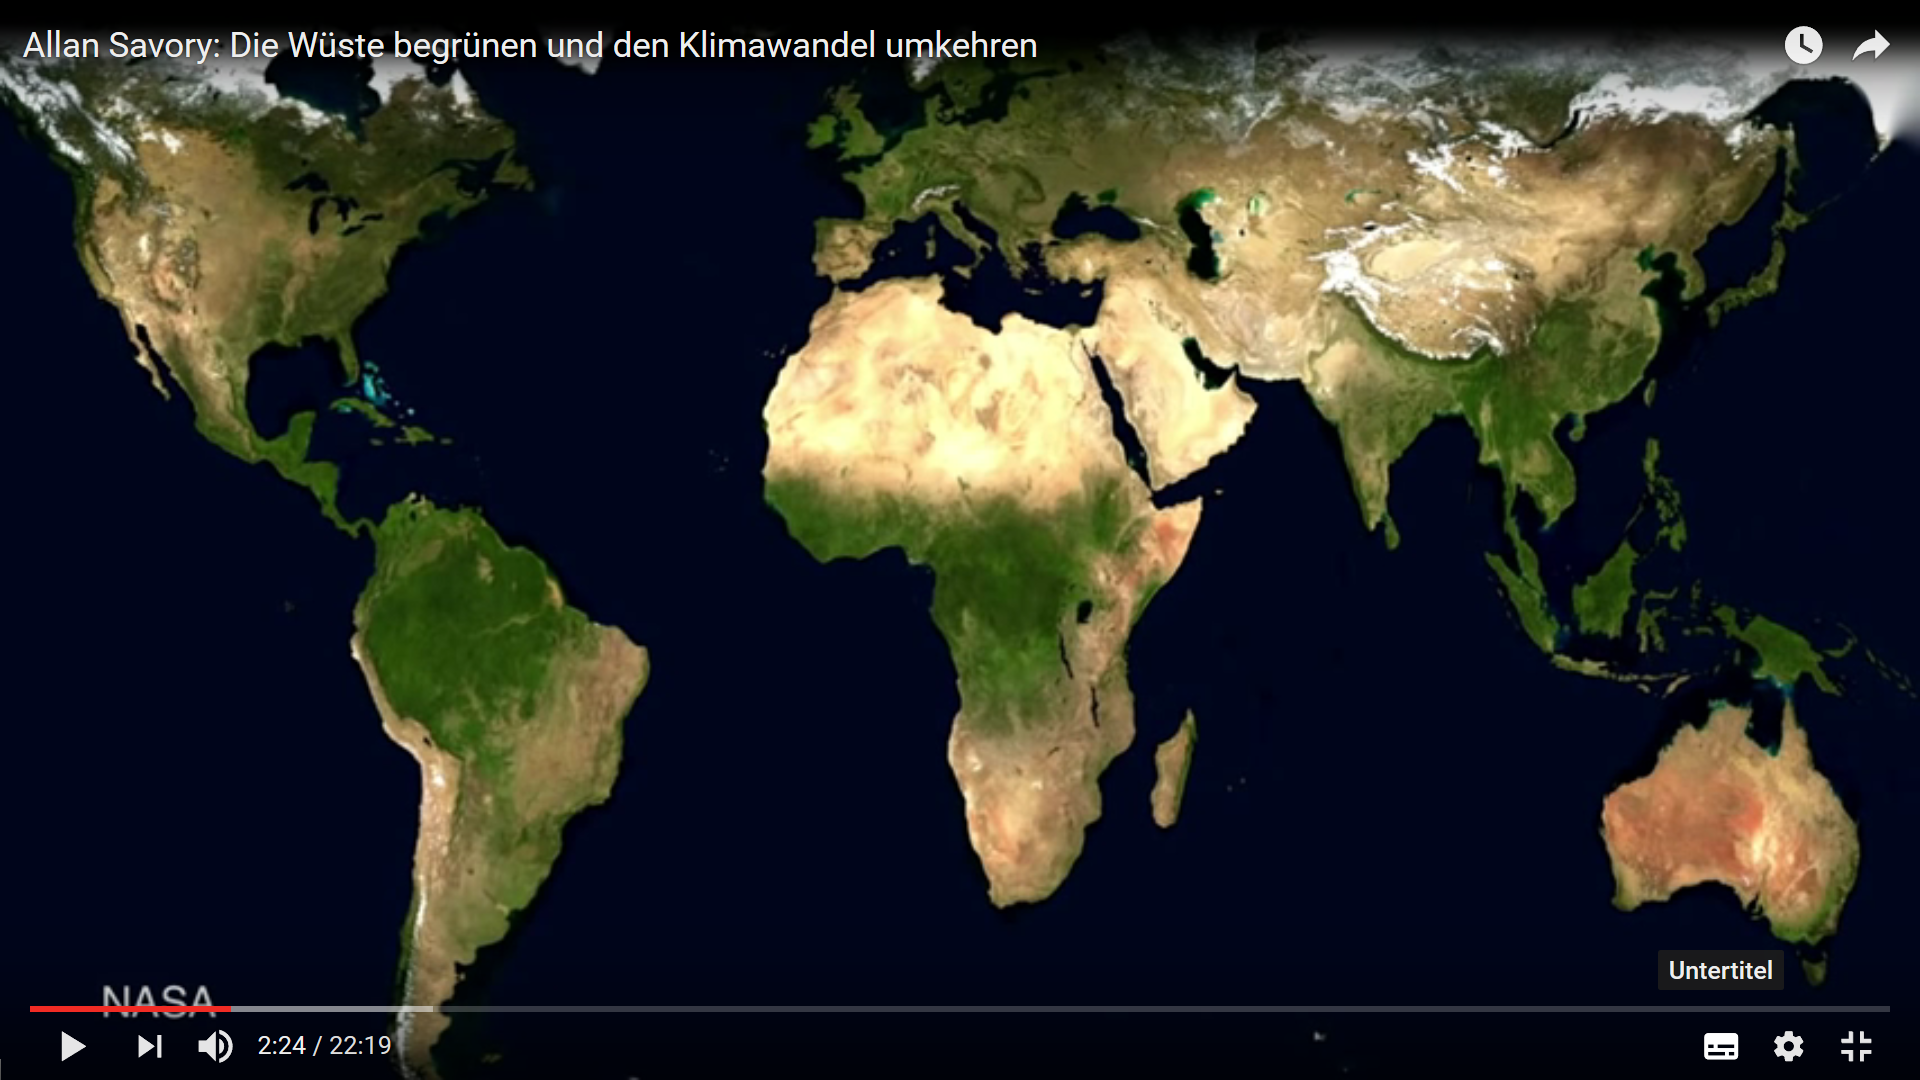 Allan Savory: Die Wüste begrünen und den Klimawandel umkehren
Untertitel
NASA
2:24 / 22:19